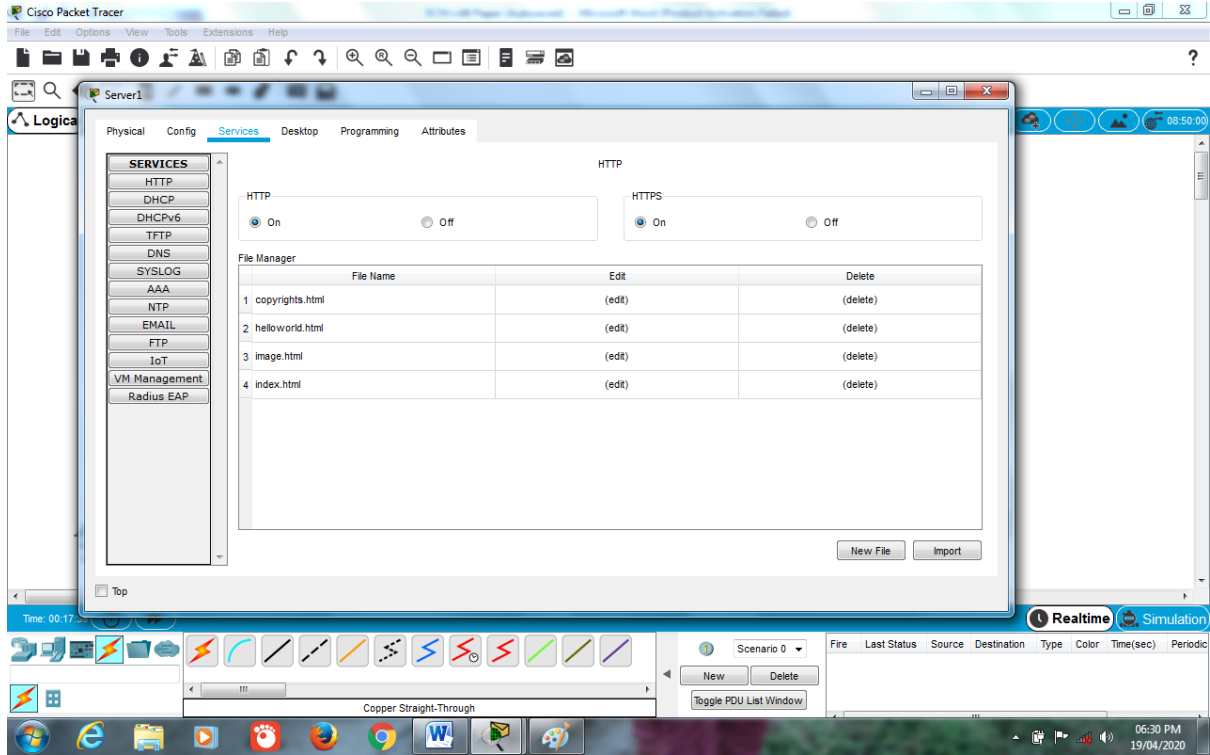 Cisco Packet Tracer
File Edit Options View Tools Extensions Help
?
Server1
Logica
08:50:00
Physical Config Services Desktop Programming Attributes
SERVICES
HTTP
DHCP
DHCPv6
TFTP
DNS
SYSLOG
AAA
NTP
EMAIL
FTP
IoT
VM Management
Radius EAP
HTTP
HTTP
On Off
HTTPS
On Off
File Manager
File Name Edit Delete
1 copyrights.html (edit) (delete)
2 helloworld.html (edit) (delete)
3 image.html (edit) (delete)
4 index.html (edit) (delete)
New File Import
Top
Time: 00:17
Realtime Simulation
Scenario 0
New Delete
Toggle PDU List Window
Fire Last Status Source Destination Type Color Time(sec) Periodic
Copper Straight-Through
06:30 PM
19/04/2020